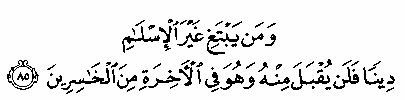 وَمَن يَبْتَغِ غَيْرَ ٱلْإِسْلَٰمِ
دِينًا فَلَن يُقْبَلَ مِنْهُ وَهُوَ فِى ٱلْءَاخِرَةِ مِنَ ٱلْخَٰسِرِينَ ٨٥